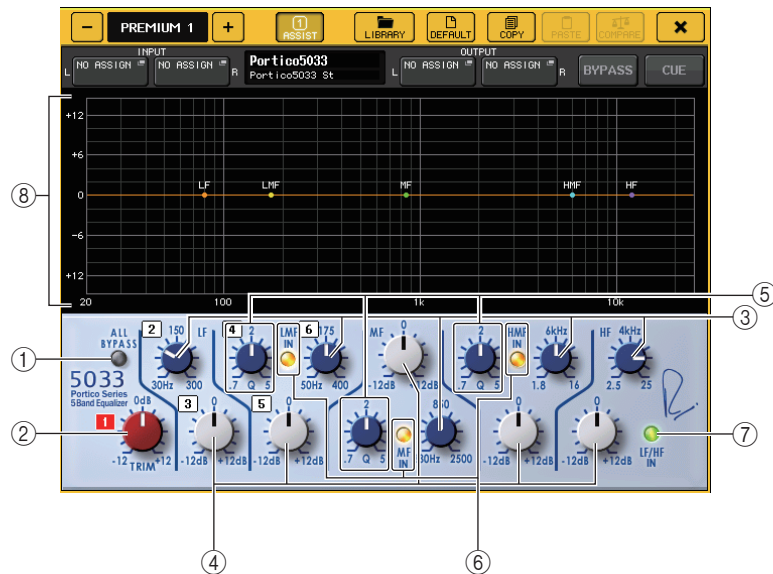 − PREMIUM 1 + 1 ASSIST LIBRARY DEFAULT COPY PASTE COMPARE ×
INPUT OUTPUT
L NO ASSIGN NO ASSIGN R Portico5033 L NO ASSIGN NO ASSIGN R BYPASS CUE
Portico5033 St
+12
+6
LF LMF MF HMF HF
0
⑧
-6
-12
20 100 1k 10k
⑤
③
ALL BYPASS 2 150 LF 4 2 LMF IN 6 175 MF 0 2 HMF IN 6kHz HF 4kHz
①
30Hz 300 .7 Q 5 50Hz 400 -12dB +12dB .7 Q 5 1.8 16 2.5 25
5033
Portico Series
5Band Equalizer
1 0dB 3 0 5 0 2 850 0 0
②
MF IN
⑦
LF/HF IN
-12 +12 -12dB +12dB -12dB +12dB .7 Q 5 2500 -12dB +12dB -12dB +12dB
TRIM
④ ⑥